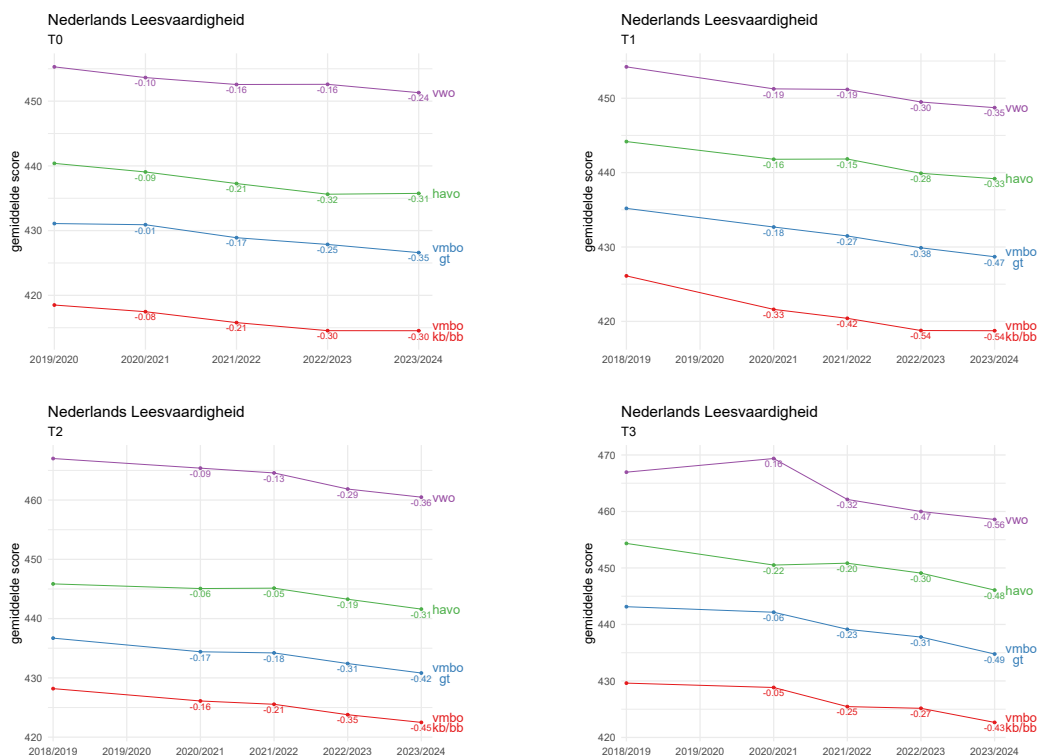 Nederlands Leesvaardigheid
T0
gemiddelde score
450
440
430
420
-0.10
-0.16
-0.16
-0.24
vwo
-0.09
-0.21
-0.32
-0.31
havo
-0.01
-0.17
-0.25
-0.35
vmbo
gt
-0.08
-0.21
-0.30
-0.30
vmbo
kb/bb
2019/2020 2020/2021 2021/2022 2022/2023 2023/2024
Nederlands Leesvaardigheid
T1
gemiddelde score
450
440
430
420
-0.19
-0.19
-0.30
-0.35
vwo
-0.16
-0.15
-0.28
-0.33
havo
-0.18
-0.27
-0.38
-0.47
vmbo
gt
-0.33
-0.42
-0.54
-0.54
vmbo
kb/bb
2018/2019 2019/2020 2020/2021 2021/2022 2022/2023 2023/2024
Nederlands Leesvaardigheid
T2
gemiddelde score
460
450
440
430
420
-0.09
-0.13
-0.29
-0.36
vwo
-0.06
-0.05
-0.19
-0.31
havo
-0.17
-0.18
-0.31
-0.42
vmbo
gt
-0.16
-0.21
-0.35
-0.45
vmbo
kb/bb
2018/2019 2019/2020 2020/2021 2021/2022 2022/2023 2023/2024
Nederlands Leesvaardigheid
T3
gemiddelde score
470
460
450
440
430
420
0.16
-0.32
-0.47
-0.56
vwo
-0.22
-0.20
-0.30
-0.48
havo
-0.06
-0.23
-0.31
-0.49
vmbo
gt
-0.05
-0.25
-0.27
-0.43
vmbo
kb/bb
2018/2019 2019/2020 2020/2021 2021/2022 2022/2023 2023/2024